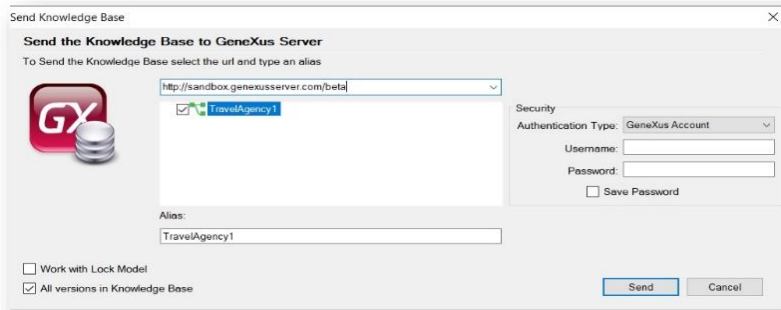 Send Knowledge Base
Send the Knowledge Base to GeneXus Server
To Send the Knowledge Base select the url and type an alias
http://sandbox.genexusserver.com/beta
GX
TravelAgency1
Security
Authentication Type: GeneXus Account
Username:
Password:
Save Password
Alias:
TravelAgency1
Work with Lock Model
All versions in Knowledge Base
Send Cancel